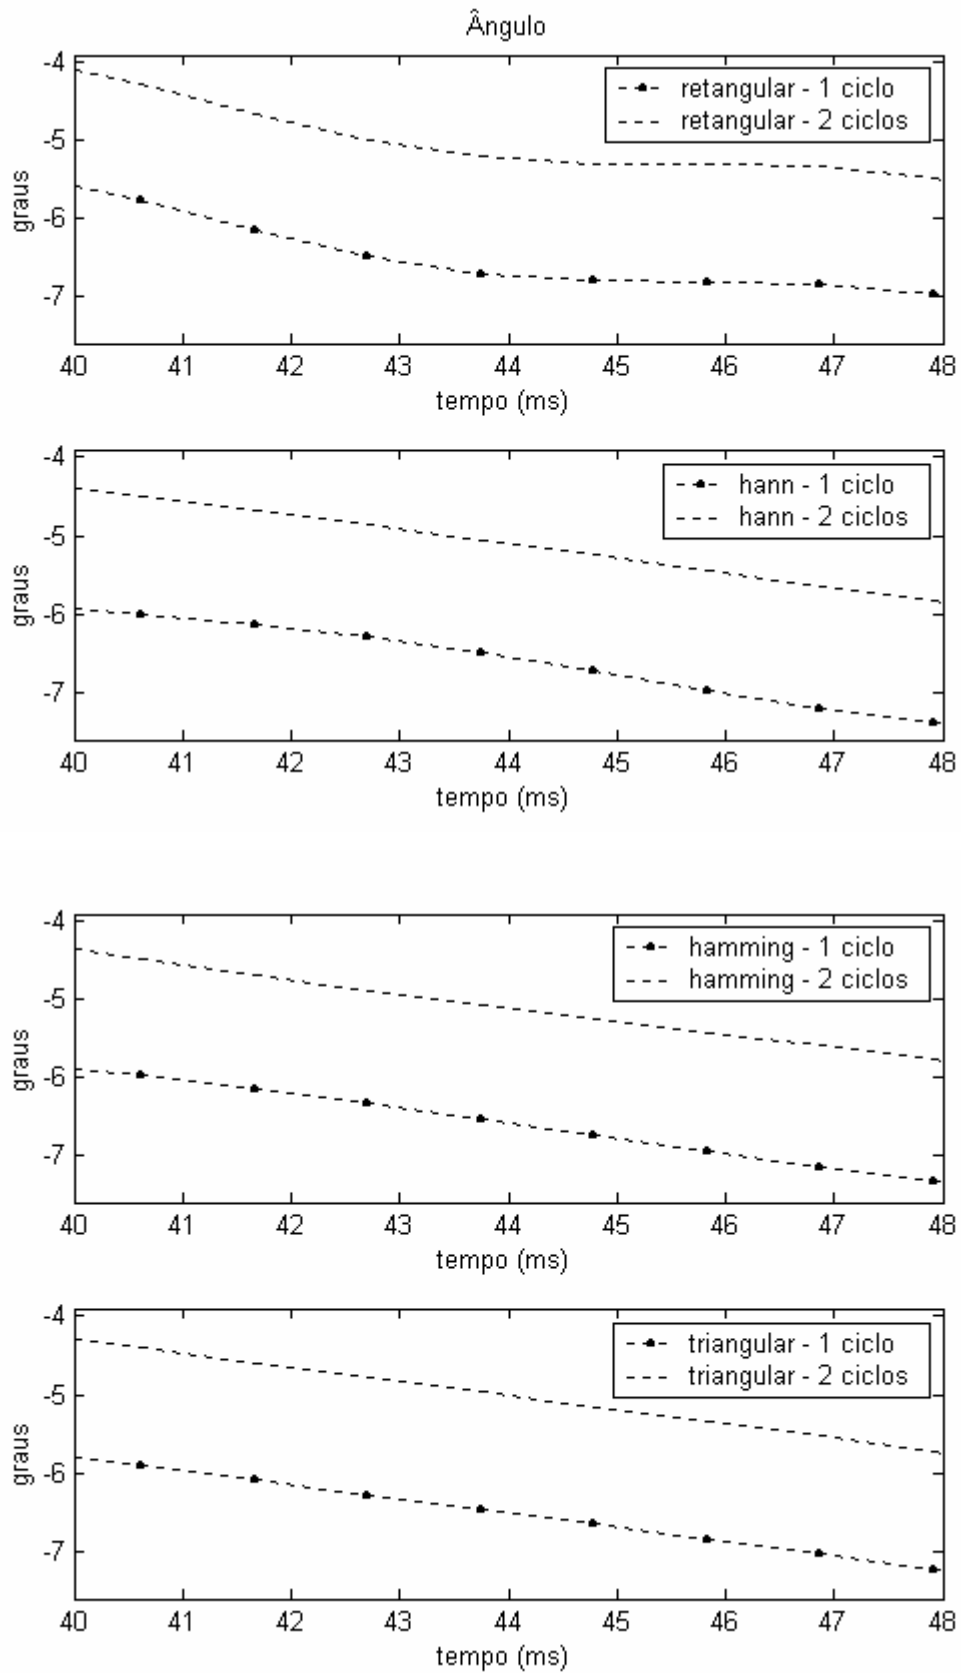 Ângulo
-4
-5
-6
-7
graus
retangular - 1 ciclo
retangular - 2 ciclos
40 41 42 43 44 45 46 47 48
tempo (ms)
-4
-5
-6
-7
graus
hann - 1 ciclo
hann - 2 ciclos
40 41 42 43 44 45 46 47 48
tempo (ms)
-4
-5
-6
-7
graus
hamming - 1 ciclo
hamming - 2 ciclos
40 41 42 43 44 45 46 47 48
tempo (ms)
-4
-5
-6
-7
graus
triangular - 1 ciclo
triangular - 2 ciclos
40 41 42 43 44 45 46 47 48
tempo (ms)